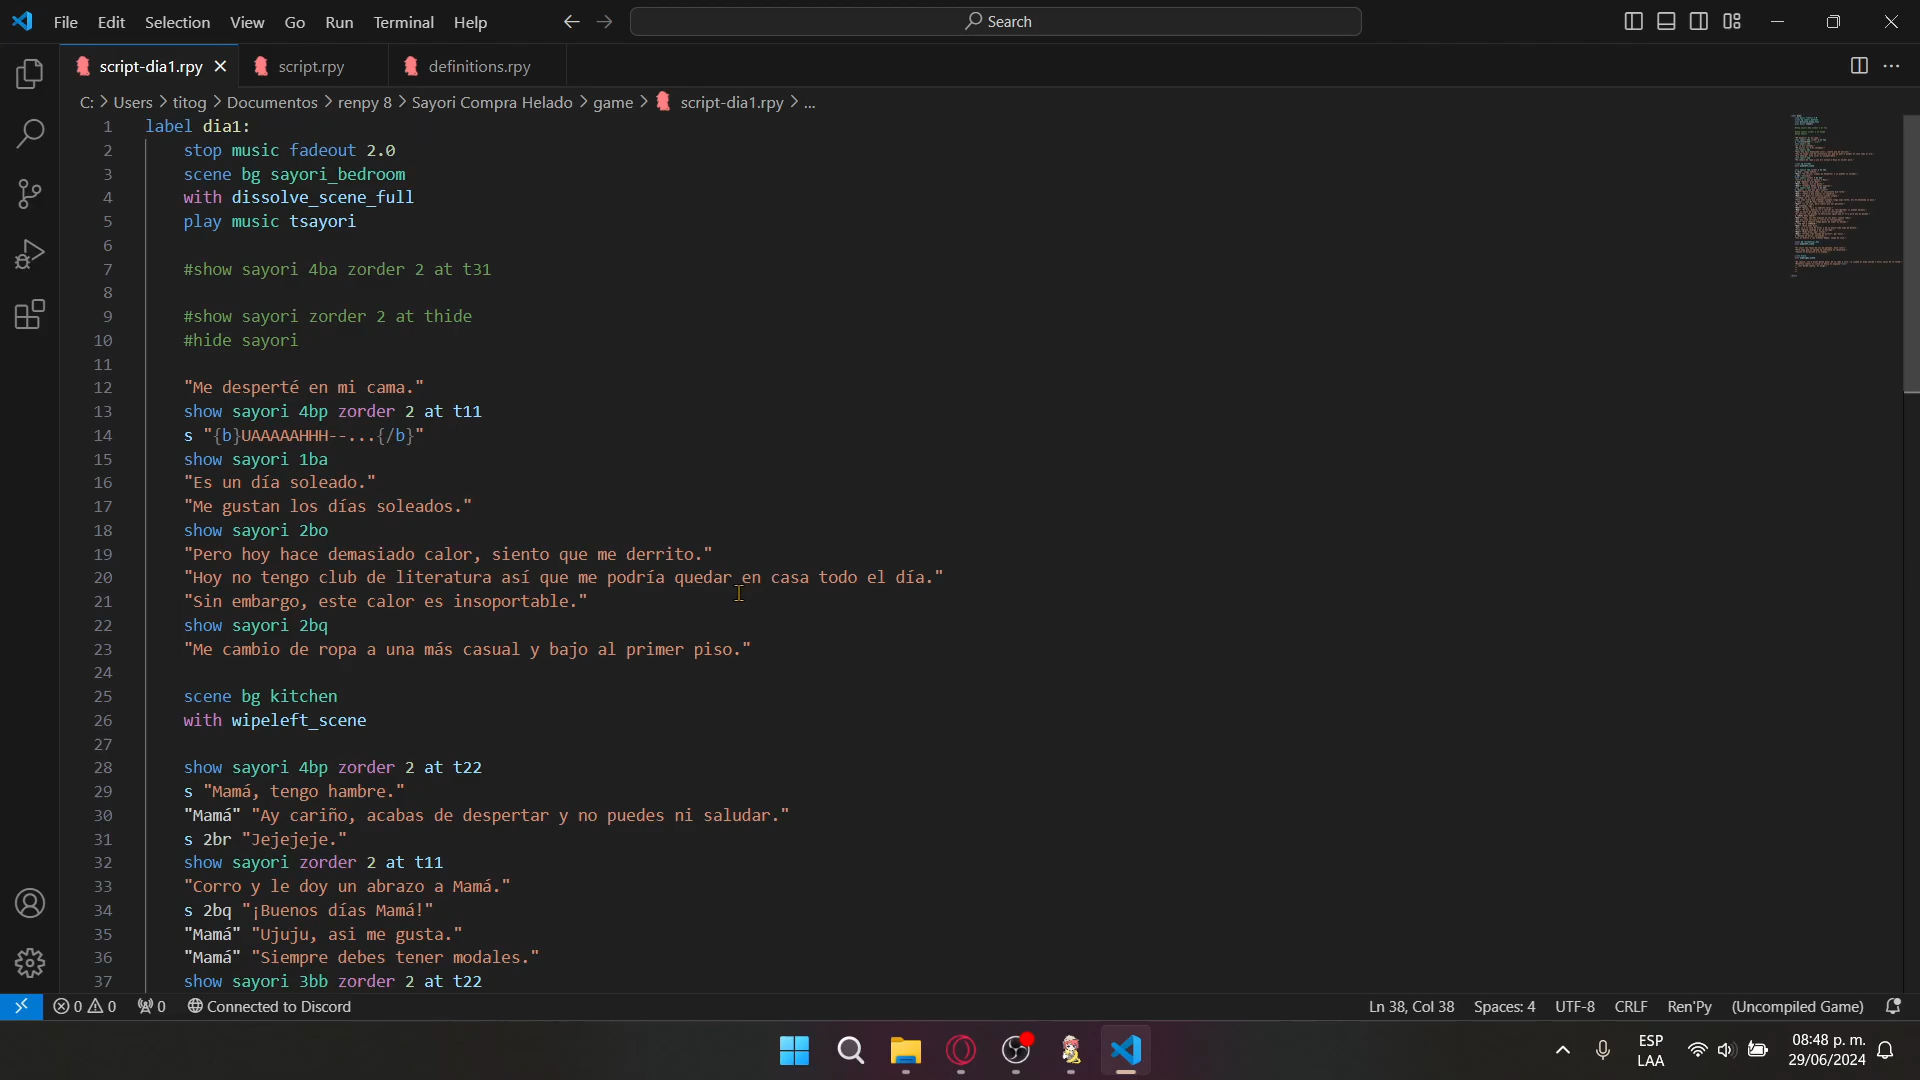 File Edit Selection View Go Run Terminal Help Search
script-dia1.rpy script.rpy definitions.rpy
C: > Users > titog > Documentos > renpy 8 > Sayori Compra Helado > game > script-dia1.rpy > ...
1 label dia1:
2 stop music fadeout 2.0
3 scene bg sayori_bedroom
4 with dissolve_scene_full
5 play music tsayori
6
7 #show sayori 4ba zorder 2 at t31
8
9 #show sayori zorder 2 at thide
10 #hide sayori
11
12 "Me desperté en mi cama."
13 show sayori 4bp zorder 2 at t11
14 s "{b}UAAAAAHHH--...{/b}"
15 show sayori 1ba
16 "Es un día soleado."
17 "Me gustan los días soleados."
18 show sayori 2bo
19 "Pero hoy hace demasiado calor, siento que me derrito."
20 "Hoy no tengo club de literatura así que me podría quedar en casa todo el día."
21 "Sin embargo, este calor es insoportable."
22 show sayori 2bq
23 "Me cambio de ropa a una más casual y bajo al primer piso."
24
25 scene bg kitchen
26 with wipeleft_scene
27
28 show sayori 4bp zorder 2 at t22
29 s "Mamá, tengo hambre."
30 "Mamá" "Ay cariño, acabas de despertar y no puedes ni saludar."
31 s 2br "Jejejeje."
32 show sayori zorder 2 at t11
33 "Corro y le doy un abrazo a Mamá."
34 s 2bq "¡Buenos días Mamá!"
35 "Mamá" "Ujuju, asi me gusta."
36 "Mamá" "Siempre debes tener modales."
37 show sayori 3bb zorder 2 at t22
0 0 0 Connected to Discord Ln 38, Col 38 Spaces: 4 UTF-8 CRLF Ren'Py (Uncompiled Game)
ESP 08:48 p. m.
LAA 29/06/2024